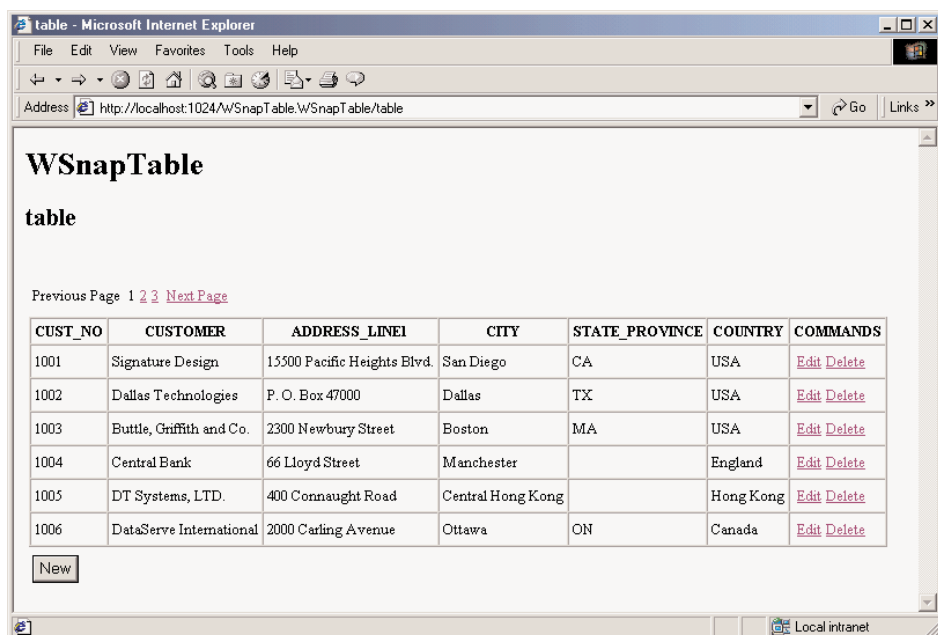 table - Microsoft Internet Explorer
File Edit View Favorites Tools Help
Address http://localhost:1024/WSnapTable.WSnapTable/table Go Links »
WSnapTable
table
Previous Page 1 2 3 Next Page
CUST_NO CUSTOMER ADDRESS_LINE1 CITY STATE_PROVINCE COUNTRY COMMANDS
1001 Signature Design 15500 Pacific Heights Blvd. San Diego CA USA Edit Delete
1002 Dallas Technologies P. O. Box 47000 Dallas TX USA Edit Delete
1003 Buttle, Griffith and Co. 2300 Newbury Street Boston MA USA Edit Delete
1004 Central Bank 66 Lloyd Street Manchester England Edit Delete
1005 DT Systems, LTD. 400 Connaught Road Central Hong Kong Hong Kong Edit Delete
1006 DataServe International 2000 Carling Avenue Ottawa ON Canada Edit Delete
New
Local intranet